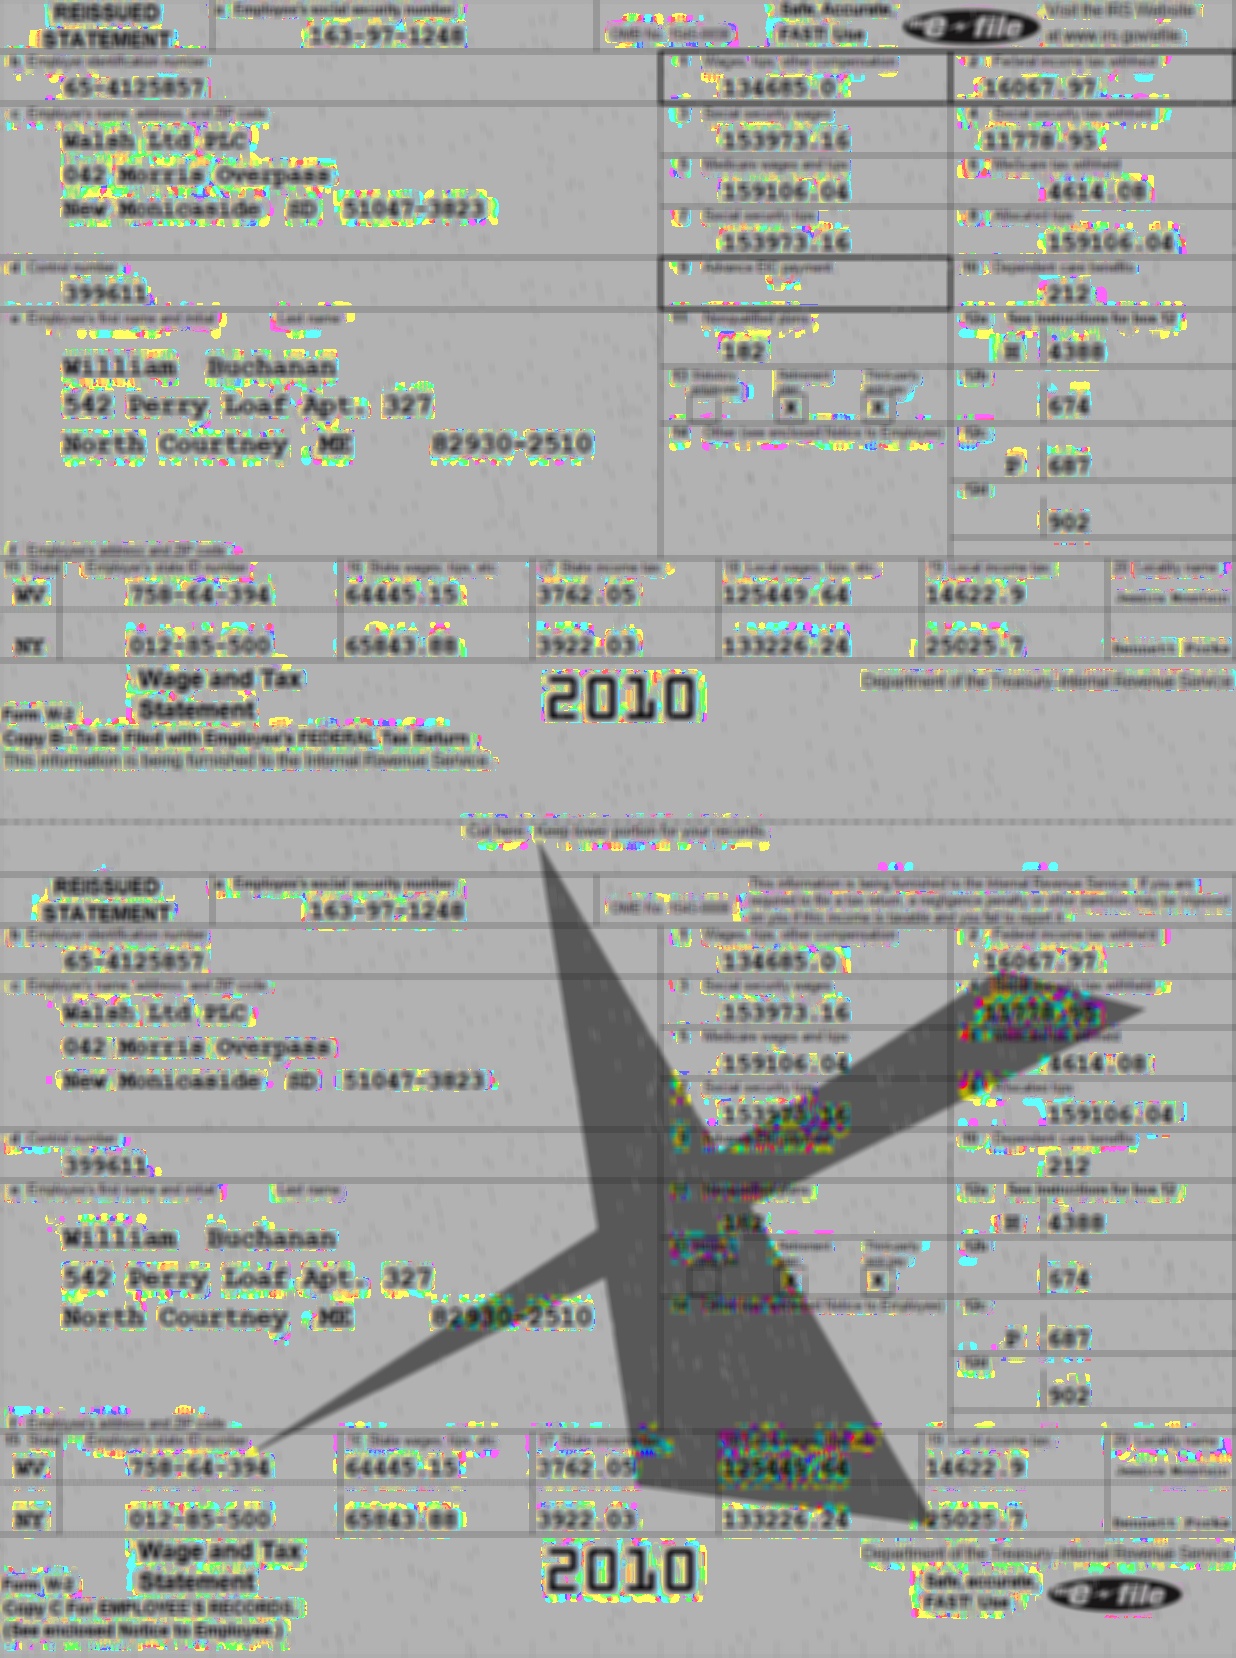 REISSUED STATEMENT
a Employee's social security number
163-97-1248
OMB No. 1545-0008
Safe, Accurate, FAST! Use
e-file
Visit the IRS Website at www.irs.gov/efile
b Employer identification number
65-4125857
1 Wages, tips, other compensation
134685.0
2 Federal income tax withheld
16067.97
c Employer's name, address, and ZIP code
Walsh Ltd PLC
042 Morris Overpass
New Monicaside SD 51047-3823
3 Social security wages
153973.16
4 Social security tax withheld
11778.95
5 Medicare wages and tips
159106.04
6 Medicare tax withheld
4614.08
7 Social security tips
153973.16
8 Allocated tips
159106.04
d Control number
399611
9 Advance EIC payment
10 Dependent care benefits
212
e Employee's first name and initial Last name
William Buchanan
542 Perry Loaf Apt. 327
North Courtney ME 82930-2510
11 Nonqualified plans
182
12a See instructions for box 12
H 4388
13 Statutory employee
Retirement plan
X
Third-party sick pay
X
12b
674
14 Other (see enclosed Notice to Employee)
12c
P 687
12d
902
f Employee's address and ZIP code
15 State Employer's state ID number 16 State wages, tips, etc. 17 State income tax 18 Local wages, tips, etc. 19 Local income tax 20 Locality name
WV 758-64-394 64445.15 3762.05 125449.64 14622.9
NY 012-85-500 65843.88 3922.03 133226.24 25025.7
Form W-2
Wage and Tax Statement
2010
Department of the Treasury-Internal Revenue Service
Copy B-To Be Filed with Employee's FEDERAL Tax Return.
This information is being furnished to the Internal Revenue Service.
Cut here. Keep lower portion for your records.
REISSUED STATEMENT
a Employee's social security number
163-97-1248
OMB No. 1545-0008
This information is being furnished to the Internal Revenue Service. If you are
required to file a tax return, a negligence penalty or other sanction may be imposed
on you if this income is taxable and you fail to report it.
b Employer identification number
65-4125857
1 Wages, tips, other compensation
134685.0
2 Federal income tax withheld
16067.97
c Employer's name, address, and ZIP code
Walsh Ltd PLC
042 Morris Overpass
New Monicaside SD 51047-3823
3 Social security wages
153973.16
4 Social security tax withheld
11778.95
5 Medicare wages and tips
159106.04
6 Medicare tax withheld
4614.08
7 Social security tips
153973.16
8 Allocated tips
159106.04
d Control number
399611
10 Dependent care benefits
212
e Employee's first name and initial Last name
William Buchanan
542 Perry Loaf Apt. 327
North Courtney ME 82930-2510
11 Nonqualified plans
182
12a See instructions for box 12
H 4388
Retirement plan
X
Third-party sick pay
X
12b
674
14 Other (see enclosed Notice to Employee)
12c
P 687
12d
902
f Employee's address and ZIP code
15 State Employer's state ID number 16 State wages, tips, etc. 17 State income tax 19 Local income tax 20 Locality name
WV 758-64-394 64445.15 3762.05 125449.64 14622.9
NY 012-85-500 65843.88 3922.03 133226.24 25025.7
Form W-2
Wage and Tax Statement
2010
Department of the Treasury-Internal Revenue Service
Copy C For EMPLOYEE'S RECORDS
(See enclosed Notice to Employee.)
Safe, accurate, FAST! Use
e-file